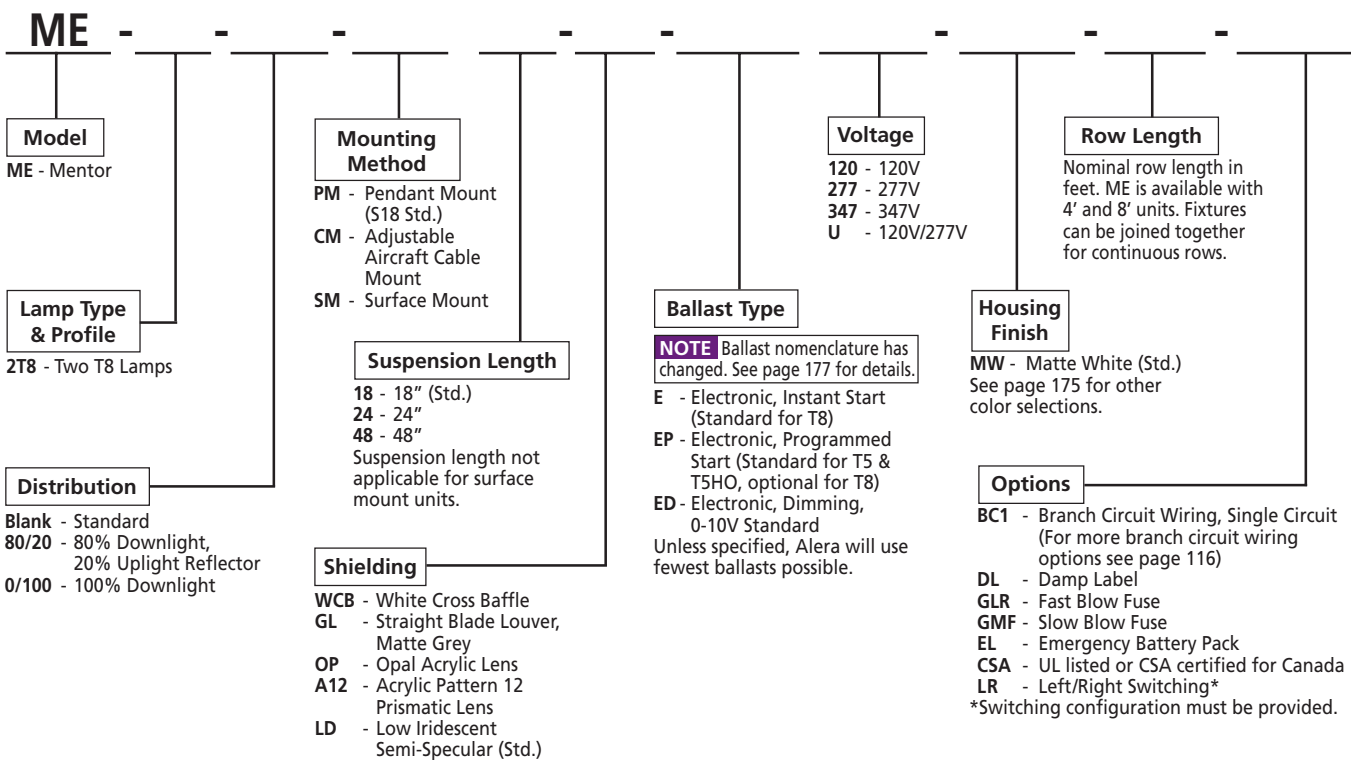 ME - - - - - - - -
Model
ME - Mentor
Lamp Type
& Profile
2T8 - Two T8 Lamps
Distribution
Blank - Standard
80/20 - 80% Downlight,
20% Uplight Reflector
0/100 - 100% Downlight
Mounting
Method
PM - Pendant Mount
(S18 Std.)
CM - Adjustable
Aircraft Cable
Mount
SM - Surface Mount
Suspension Length
18 - 18″ (Std.)
24 - 24″
48 - 48″
Suspension length not
applicable for surface
mount units.
Shielding
WCB - White Cross Baffle
GL - Straight Blade Louver,
Matte Grey
OP - Opal Acrylic Lens
A12 - Acrylic Pattern 12
Prismatic Lens
LD - Low Iridescent
Semi-Specular (Std.)
Ballast Type
NOTE Ballast nomenclature has
changed. See page 177 for details.
E - Electronic, Instant Start
(Standard for T8)
EP - Electronic, Programmed
Start (Standard for T5 &
T5HO, optional for T8)
ED - Electronic, Dimming,
0-10V Standard
Unless specified, Alera will use
fewest ballasts possible.
Voltage
120 - 120V
277 - 277V
347 - 347V
U - 120V/277V
Housing
Finish
MW - Matte White (Std.)
See page 175 for other
color selections.
Row Length
Nominal row length in
feet. ME is available with
4′ and 8′ units. Fixtures
can be joined together
for continuous rows.
Options
BC1 - Branch Circuit Wiring, Single Circuit
(For more branch circuit wiring
options see page 116)
DL - Damp Label
GLR - Fast Blow Fuse
GMF - Slow Blow Fuse
EL - Emergency Battery Pack
CSA - UL listed or CSA certified for Canada
LR - Left/Right Switching*
*Switching configuration must be provided.